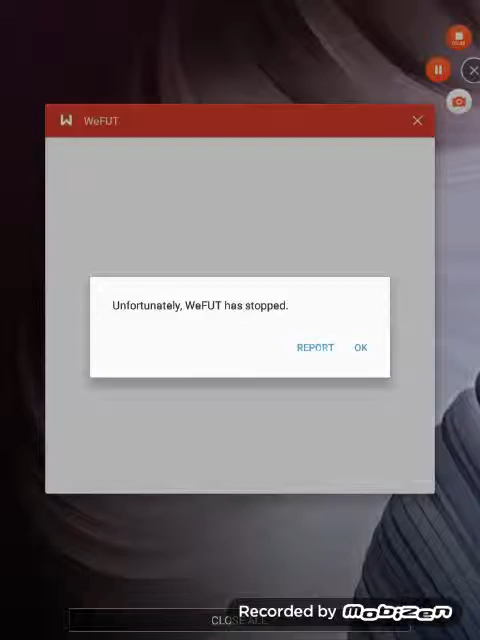 WeFUT
Unfortunately, WeFUT has stopped.
REPORT OK
CLOSE ALL
Recorded by mobizen